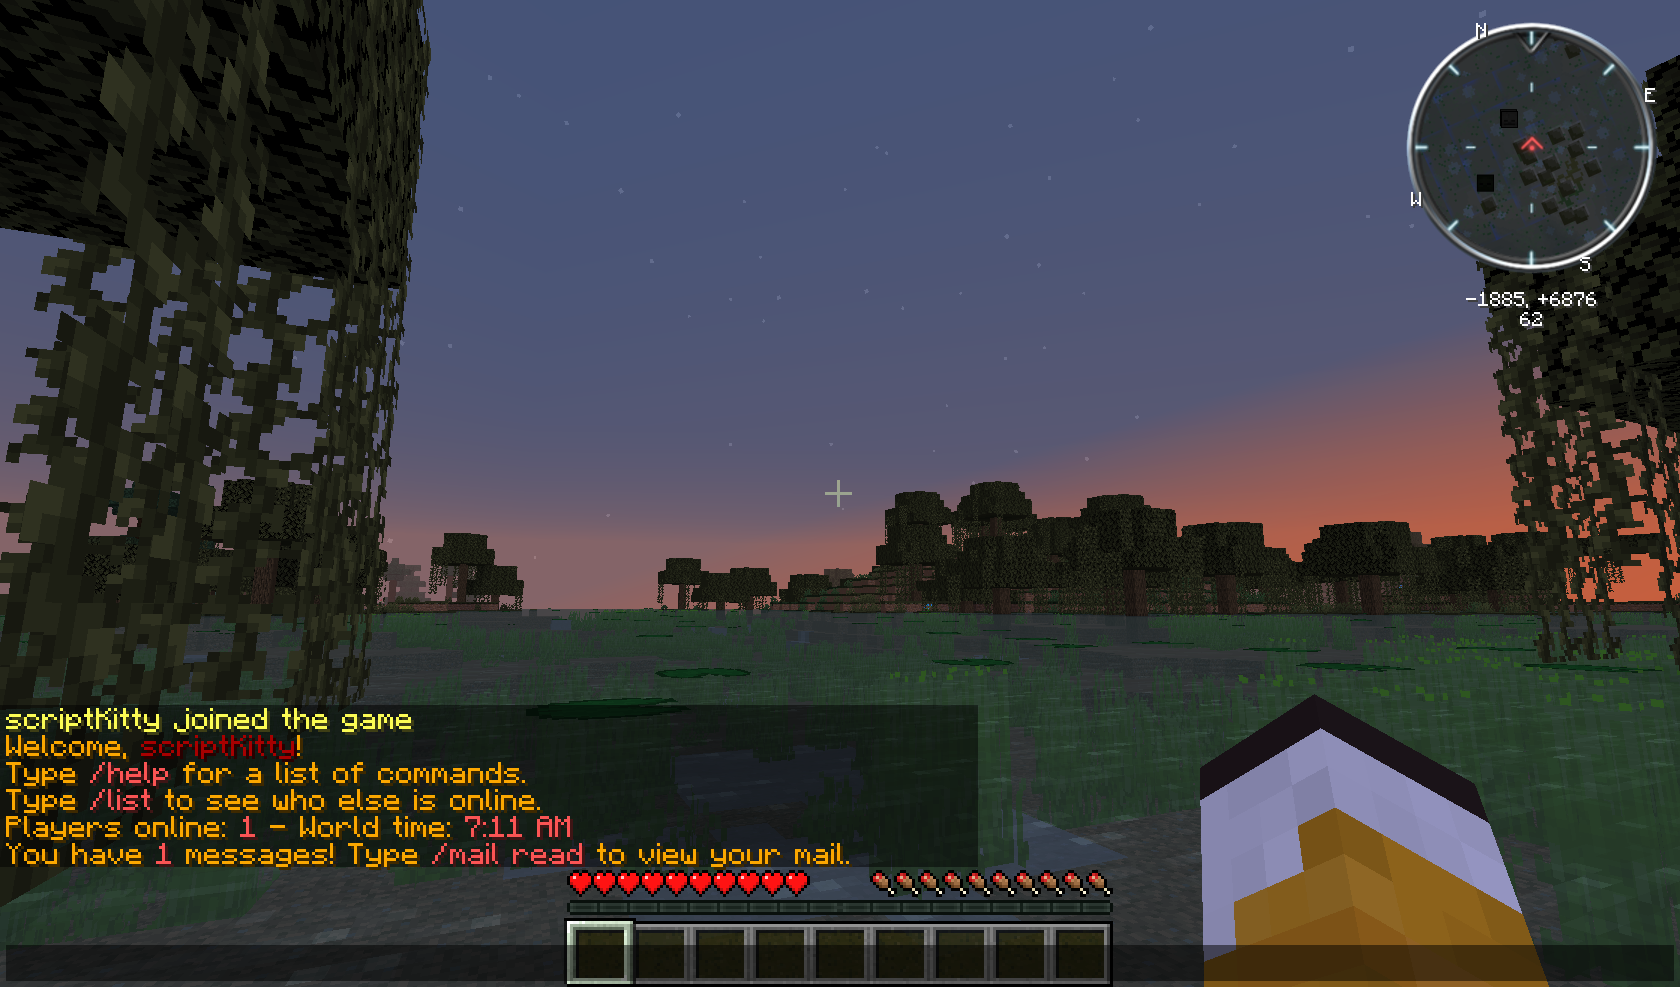 N
E
W
S
-1885, +6876
62
scriptKitty joined the game
Welcome, scriptKitty!
Type /help for a list of commands.
Type /list to see who else is online.
Players online: 1 - World time: 7:11 AM
You have 1 messages! Type /mail read to view your mail.